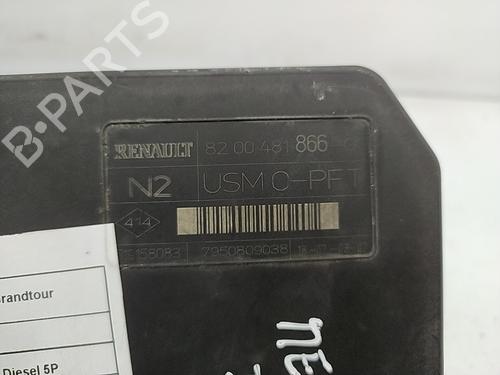 B-PARTS
RENAULT 82 00 481 866
N2 USM C-PFT
414
7950809038
Grandtour
Diesel 5P